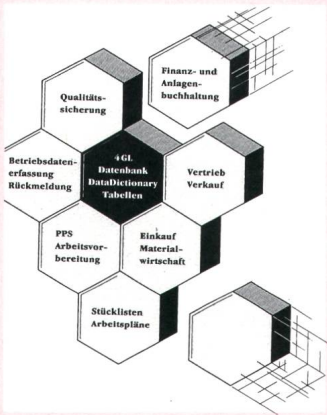 Finanz- und
Anlagen-
buchhaltung
Qualitäts-
sicherung
Betriebsdaten-
erfassung
Rückmeldung
4GL
Datenbank
DataDictionary
Tabellen
Vertrieb
Verkauf
PPS
Arbeitsvor-
bereitung
Einkauf
Material-
wirtschaft
Stücklisten
Arbeitspläne